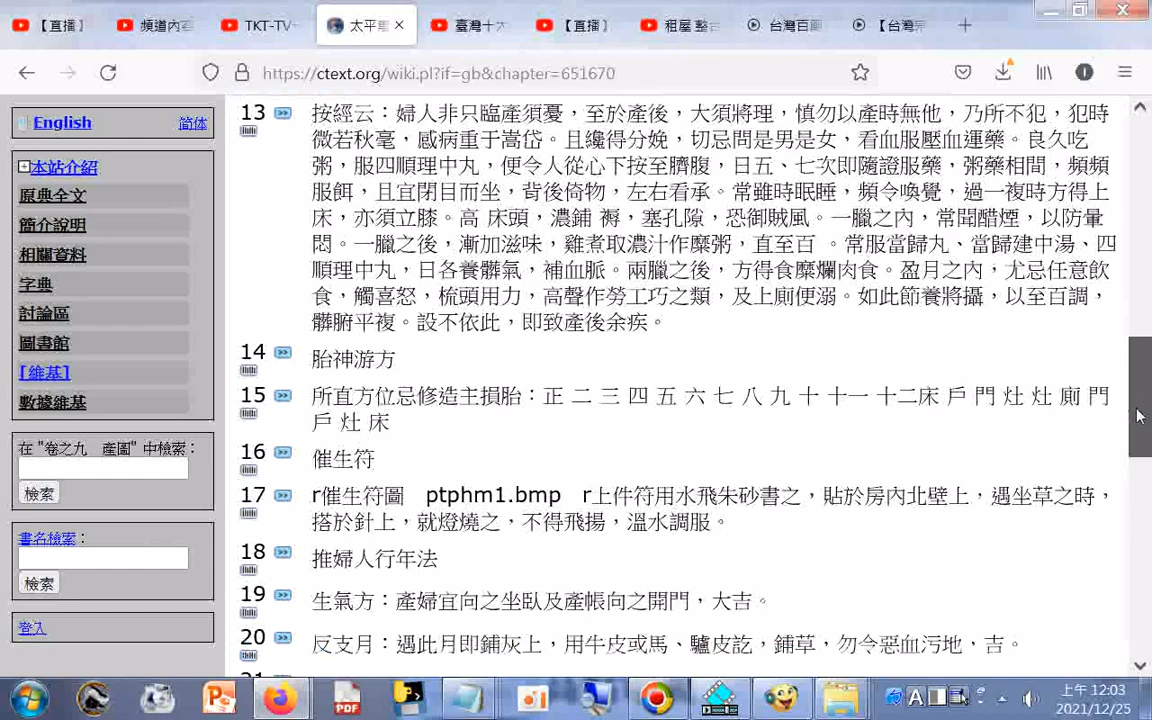 【直播】
頻道內容
TKT-TV-
太平惠
臺灣十大
【直播】
租屋 整合
台灣百
【台灣
https://ctext.org/wiki.pl?if=gb&chapter=651670
English 简体
本站介紹
原典全文
簡介說明
相關資料
字典
討論區
圖書館
[維基]
數據維基
在 "卷之九 產圖" 中檢索：
檢索
書名檢索：
檢索
登入
13 按經云：婦人非只臨產須憂，至於產後，大須將理，慎勿以產時無他，乃所不犯，犯時
微若秋毫，感病重于嵩岱。且纔得分娩，切忌問是男是女，看血服壓血運藥。良久吃
粥，服四順理中丸，便令人從心下按至臍腹，日五、七次即隨證服藥，粥藥相間，頻頻
服餌，且宜閉目而坐，背後倚物，左右看承。常雖時眠睡，頻令喚覺，過一複時方得上
床，亦須立膝。高 床頭，濃鋪 褥，塞孔隙，恐御賊風。一臘之內，常聞醋煙，以防暈
悶。一臘之後，漸加滋味，雞煮取濃汁作糜粥，直至百 。常服當歸丸、當歸建中湯、四
順理中丸，日各養髒氣，補血脈。兩臘之後，方得食糜爛肉食。盈月之內，尤忌任意飲
食，觸喜怒，梳頭用力，高聲作勞工巧之類，及上廁便溺。如此節養將攝，以至百調，
髒腑平複。設不依此，即致產後余疾。
14 胎神游方
15 所直方位忌修造主損胎：正 二 三 四 五 六 七 八 九 十 十一 十二床 戶 門 灶 灶 廁 門
戶 灶 床
16 催生符
17 r催生符圖 ptphm1.bmp r上件符用水飛朱砂書之，貼於房內北壁上，遇坐草之時，
搭於針上，就燈燒之，不得飛揚，溫水調服。
18 推婦人行年法
19 生氣方：產婦宜向之坐臥及產帳向之開門，大吉。
20 反支月：遇此月即鋪灰上，用牛皮或馬、驢皮訖，鋪草，勿令惡血污地，吉。
上午 12:03
2021/12/25